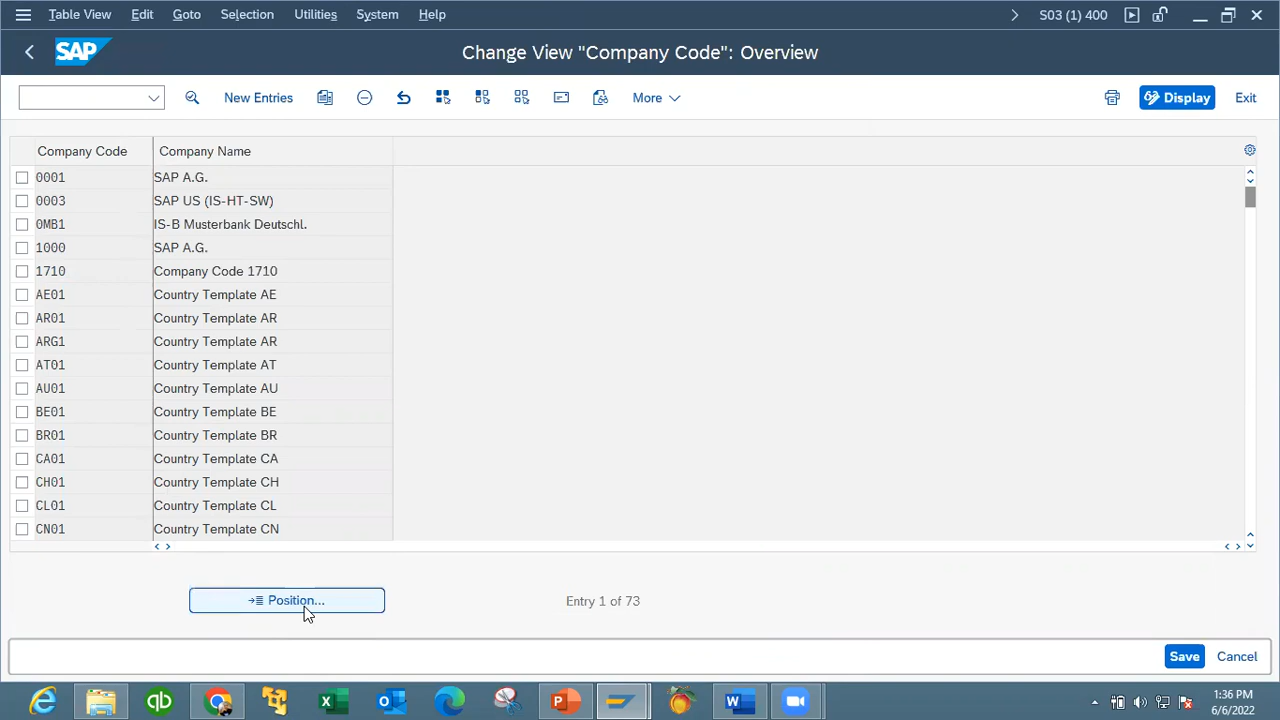 Table View Edit Goto Selection Utilities System Help S03 (1) 400
SAP Change View "Company Code": Overview
New Entries More Display Exit
Company Code Company Name
0001 SAP A.G.
0003 SAP US (IS-HT-SW)
0MB1 IS-B Musterbank Deutschl.
1000 SAP A.G.
1710 Company Code 1710
AE01 Country Template AE
AR01 Country Template AR
ARG1 Country Template AR
AT01 Country Template AT
AU01 Country Template AU
BE01 Country Template BE
BR01 Country Template BR
CA01 Country Template CA
CH01 Country Template CH
CL01 Country Template CL
CN01 Country Template CN
Position... Entry 1 of 73
Save Cancel
1:36 PM
6/6/2022